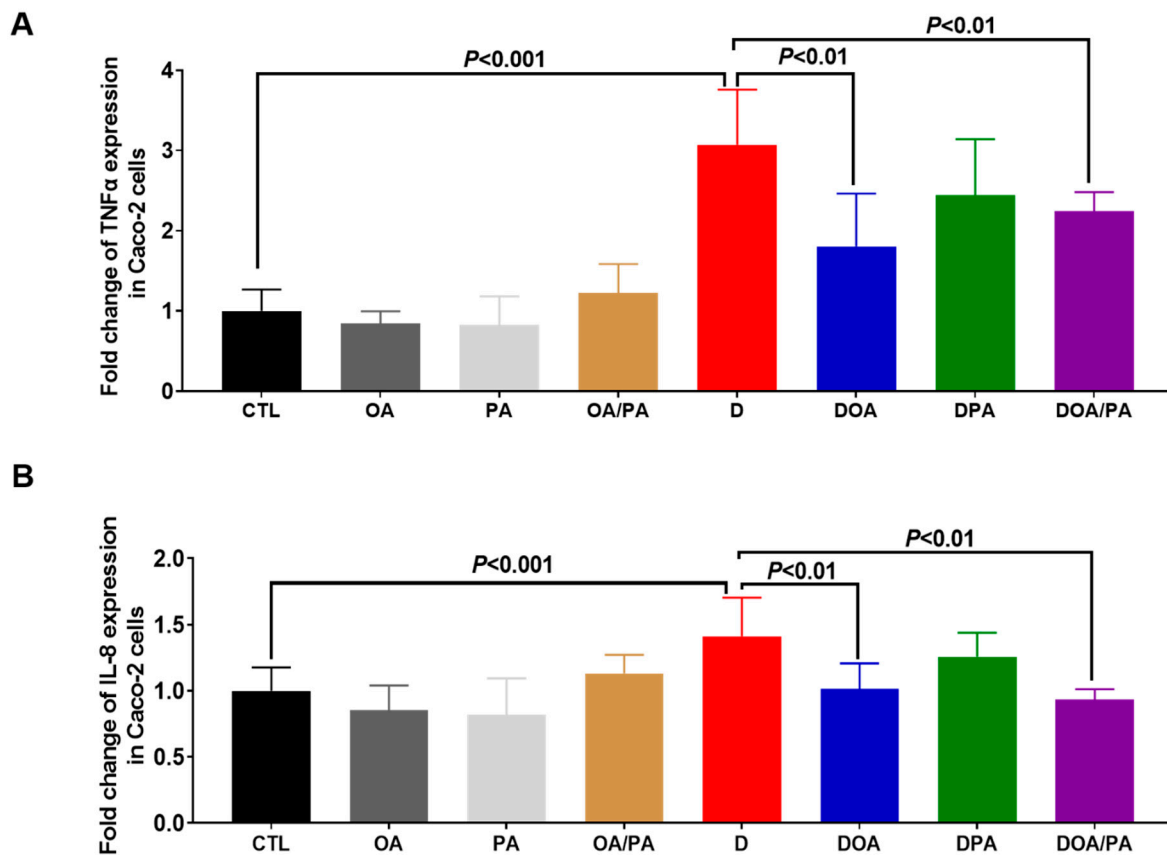 A
P<0.01
P<0.001
P<0.01
Fold change of TNFα expression
in Caco-2 cells
4
3
2
1
0
CTL OA PA OA/PA D DOA DPA DOA/PA
B
P<0.01
P<0.001
P<0.01
Fold change of IL-8 expression
in Caco-2 cells
2.0
1.5
1.0
0.5
0.0
CTL OA PA OA/PA D DOA DPA DOA/PA